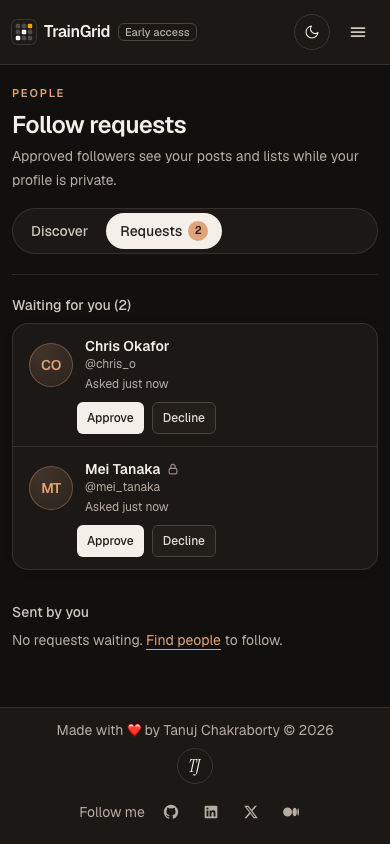 TrainGrid Early access
PEOPLE
Follow requests
Approved followers see your posts and lists while your
profile is private.
Discover Requests 2
Waiting for you (2)
CO
Chris Okafor
@chris_o
Asked just now
Approve Decline
MT
Mei Tanaka
@mei_tanaka
Asked just now
Approve Decline
Sent by you
No requests waiting. Find people to follow.
Made with ❤️ by Tanuj Chakraborty © 2026
TJ
Follow me